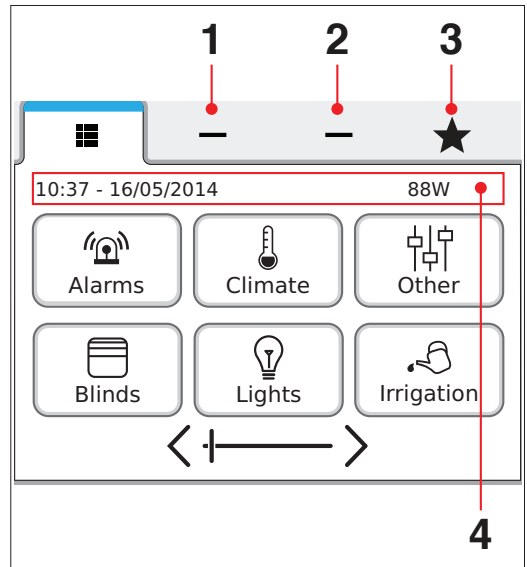 1 2 3
10:37 - 16/05/2014 88W
Alarms Climate Other
Blinds Lights Irrigation
4